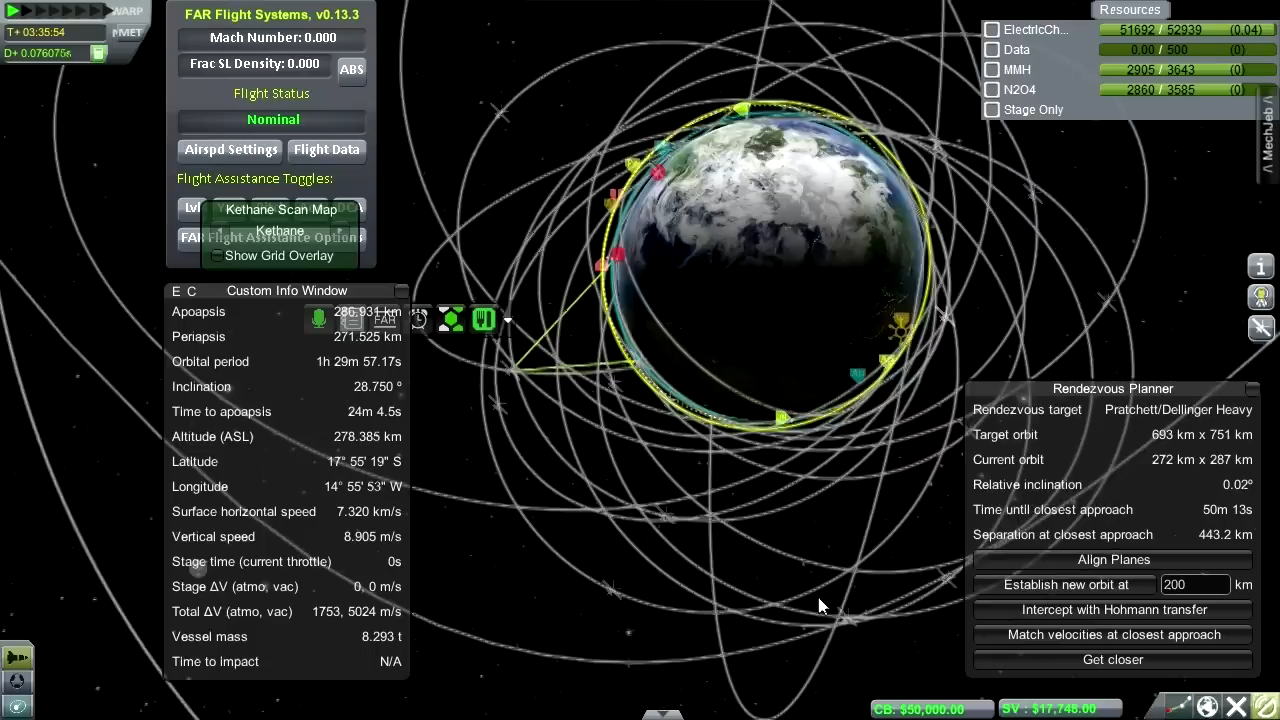 WARP
T+ 03:35:54
MET
D+ 0.076075k
FAR Flight Systems, v0.13.3
Mach Number: 0.000
Frac SL Density: 0.000
ABS
Flight Status
Nominal
Airspd Settings
Flight Data
Flight Assistance Toggles:
Lvl
Kethane Scan Map
Kethane
FAR Flight Assistance Options
Show Grid Overlay
E C Custom Info Window
Apoapsis 286.931 km
FAR
Periapsis 271.525 km
Orbital period 1h 29m 57.17s
Inclination 28.750 º
Time to apoapsis 24m 4.5s
Altitude (ASL) 278.385 km
Latitude 17° 55' 19" S
Longitude 14° 55' 53" W
Surface horizontal speed 7.320 km/s
Vertical speed 8.905 m/s
Stage time (current throttle) 0s
Stage ΔV (atmo, vac) 0, 0 m/s
Total ΔV (atmo, vac) 1753, 5024 m/s
Vessel mass 8.293 t
Time to impact N/A
Resources
ElectricCh... 51692 / 52939 (0.04)
Data 0.00 / 500 (0)
MMH 2905 / 3643 (0)
N2O4 2860 / 3585 (0)
Stage Only
MechJeb
Rendezvous Planner
Rendezvous target Pratchett/Dellinger Heavy
Target orbit 693 km x 751 km
Current orbit 272 km x 287 km
Relative inclination 0.02º
Time until closest approach 50m 13s
Separation at closest approach 443.2 km
Align Planes
Establish new orbit at 200 km
Intercept with Hohmann transfer
Match velocities at closest approach
Get closer
CB: $50,000.00
SV : $17,748.00